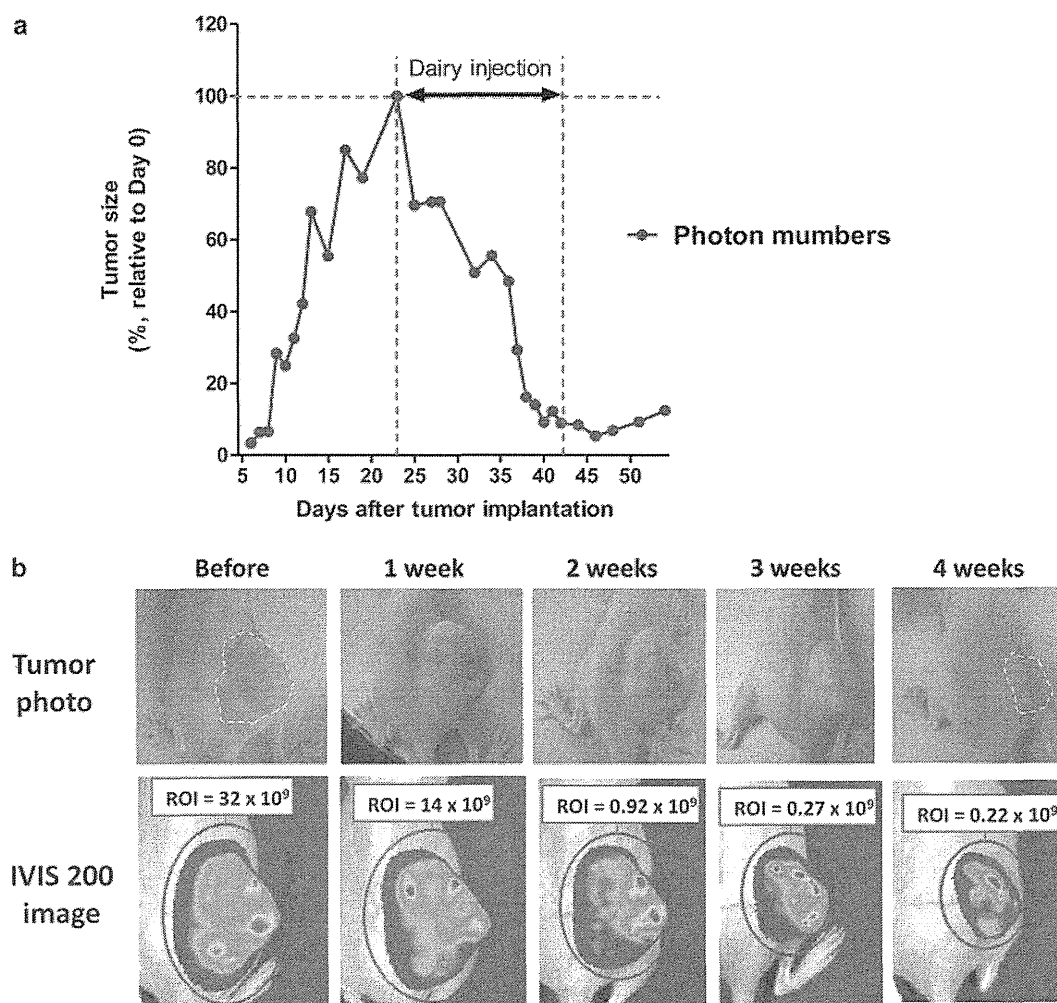 a
120
100
80
60
40
20
0
Tumor size
(%, relative to Day 0)
Dairy injection
Photon mumbers
5 10 15 20 25 30 35 40 45 50
Days after tumor implantation
b
Before 1 week 2 weeks 3 weeks 4 weeks
Tumor
photo
ROI = 32 x 10⁹ ROI = 14 x 10⁹ ROI = 0.92 x 10⁹ ROI = 0.27 x 10⁹ ROI = 0.22 x 10⁹
IVIS 200
image